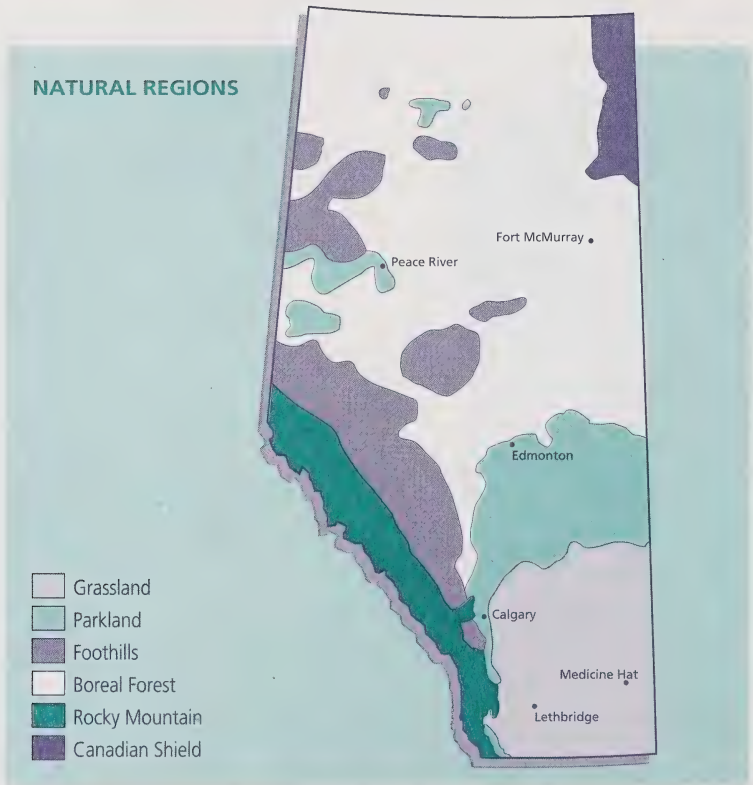 NATURAL REGIONS
Fort McMurray
Peace River
Edmonton
Calgary
Medicine Hat
Lethbridge
Grassland
Parkland
Foothills
Boreal Forest
Rocky Mountain
Canadian Shield